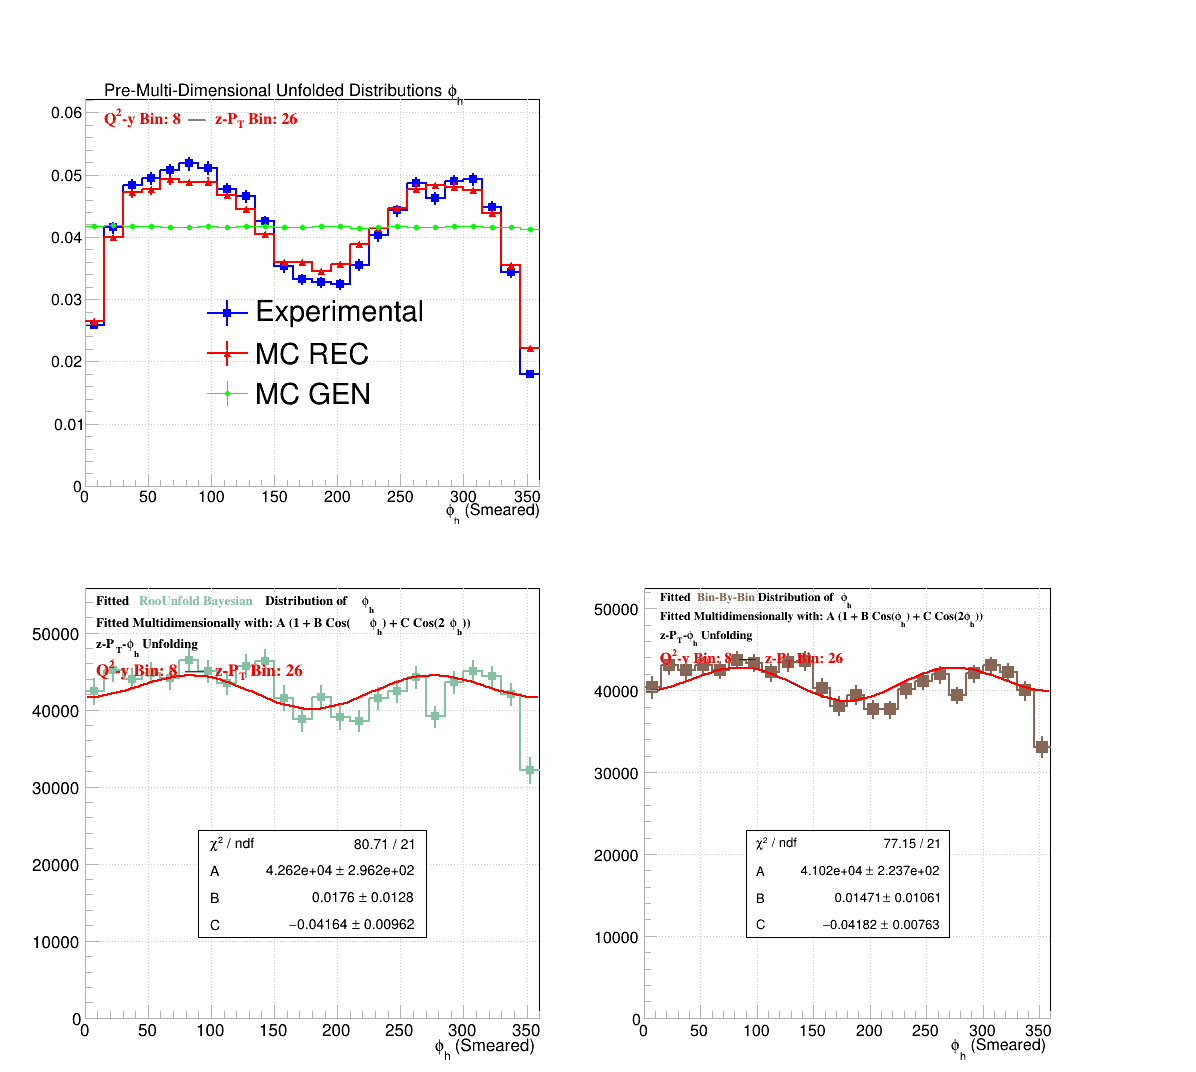 Pre-Multi-Dimensional Unfolded Distributions ϕh
Q2-y Bin: 8 — z-PT Bin: 26
0.06
0.05
0.04
0.03
0.02
0.01
0
Experimental
MC REC
MC GEN
0 50 100 150 200 250 300 350
ϕh (Smeared)
Fitted RooUnfold Bayesian Distribution of ϕh
Fitted Multidimensionally with: A (1 + B Cos(ϕh) + C Cos(2 ϕh))
z-PT-ϕh Unfolding
Q2-y Bin: 8 — z-PT Bin: 26
50000
40000
30000
20000
10000
0
χ2 / ndf 80.71 / 21
A 4.262e+04 ± 2.962e+02
B 0.0176 ± 0.0128
C −0.04164 ± 0.00962
0 50 100 150 200 250 300 350
ϕh (Smeared)
Fitted Bin-By-Bin Distribution of ϕh
Fitted Multidimensionally with: A (1 + B Cos(ϕh) + C Cos(2ϕh))
z-PT-ϕh Unfolding
Q2-y Bin: 8 — z-PT Bin: 26
50000
40000
30000
20000
10000
0
χ2 / ndf 77.15 / 21
A 4.102e+04 ± 2.237e+02
B 0.01471 ± 0.01061
C −0.04182 ± 0.00763
0 50 100 150 200 250 300 350
ϕh (Smeared)